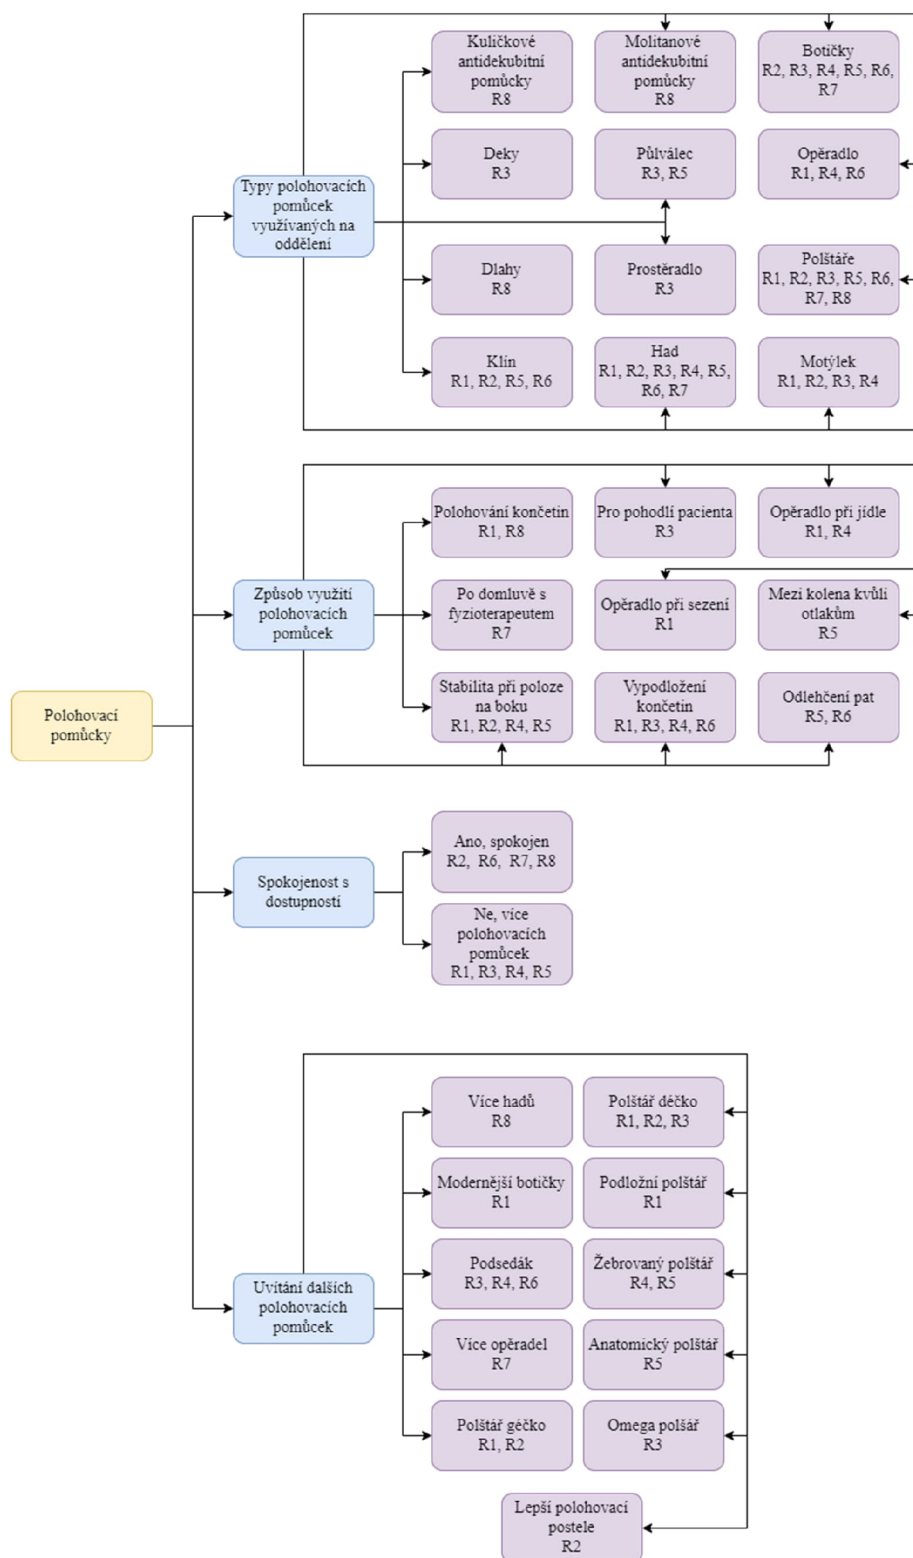 Polohovací
pomůcky
Typy polohovacích
pomůcek
využívaných na
oddělení
Kuličkové
antidekubitní
pomůcky
R8
Molitanové
antidekubitní
pomůcky
R8
Botičky
R2, R3, R4, R5, R6,
R7
Deky
R3
Půlválec
R3, R5
Opěradlo
R1, R4, R6
Dlahy
R8
Prostěradlo
R3
Polštáře
R1, R2, R3, R5, R6,
R7, R8
Klín
R1, R2, R5, R6
Had
R1, R2, R3, R4, R5,
R6, R7
Motýlek
R1, R2, R3, R4
Způsob využití
polohovacích
pomůcek
Polohování končetin
R1, R8
Pro pohodlí pacienta
R3
Opěradlo při jídle
R1, R4
Po domluvě s
fyzioterapeutem
R7
Opěradlo při sezení
R1
Mezi kolena kvůli
otlakům
R5
Stabilita při poloze
na boku
R1, R2, R4, R5
Vypodložení
končetin
R1, R3, R4, R6
Odlehčení pat
R5, R6
Spokojenost s
dostupností
Ano, spokojen
R2, R6, R7, R8
Ne, více
polohovacích
pomůcek
R1, R3, R4, R5
Uvítání dalších
polohovacích
pomůcek
Více hadů
R8
Polštář déčko
R1, R2, R3
Modernější botičky
R1
Podložní polštář
R1
Podsedák
R3, R4, R6
Žebrovaný polštář
R4, R5
Více opěradel
R7
Anatomický polštář
R5
Polštář géčko
R1, R2
Omega polšář
R3
Lepší polohovací
postele
R2